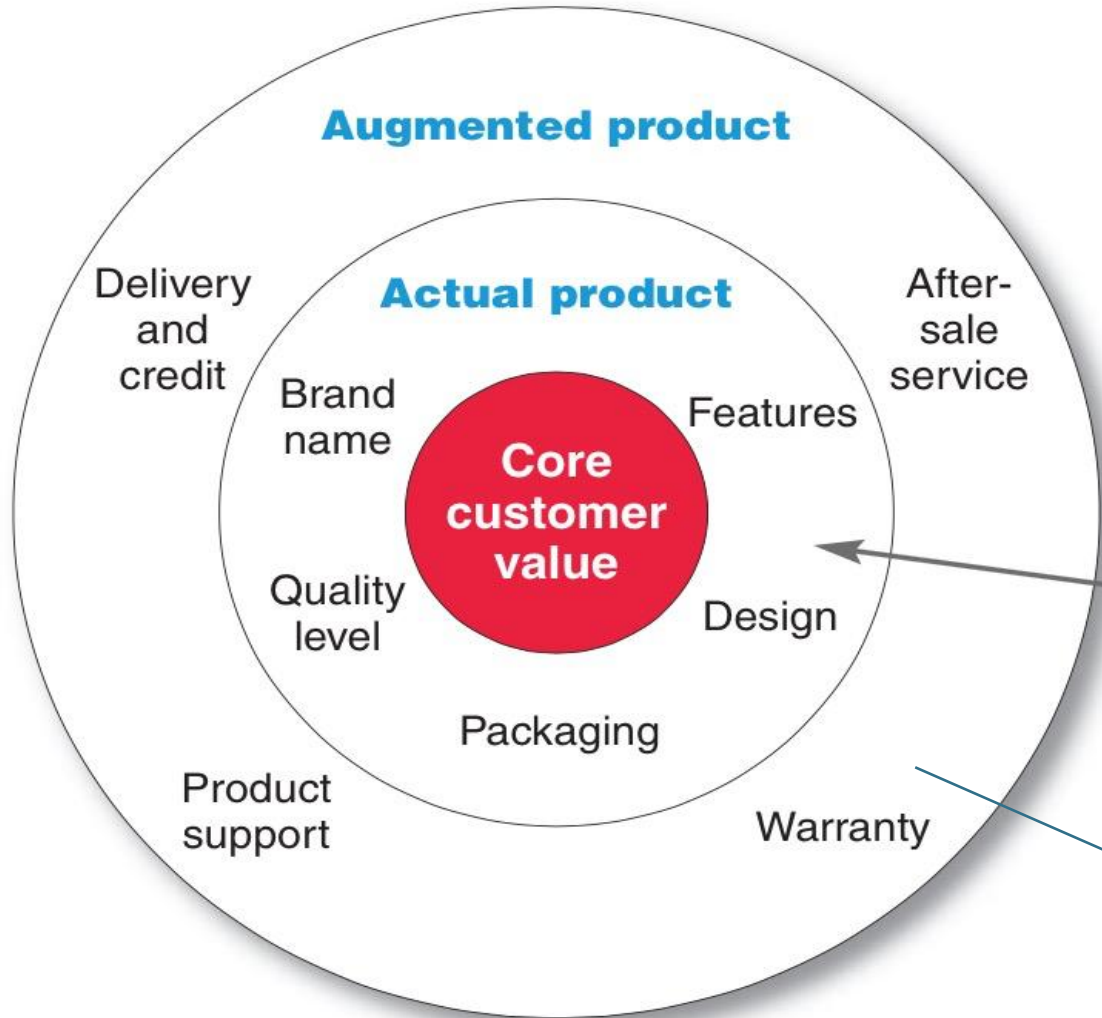 Augmented product
Delivery
and
credit
Actual product
After-
sale
service
Brand
name
Features
Core
customer
value
Quality
level
Design
Packaging
Product
support
Warranty